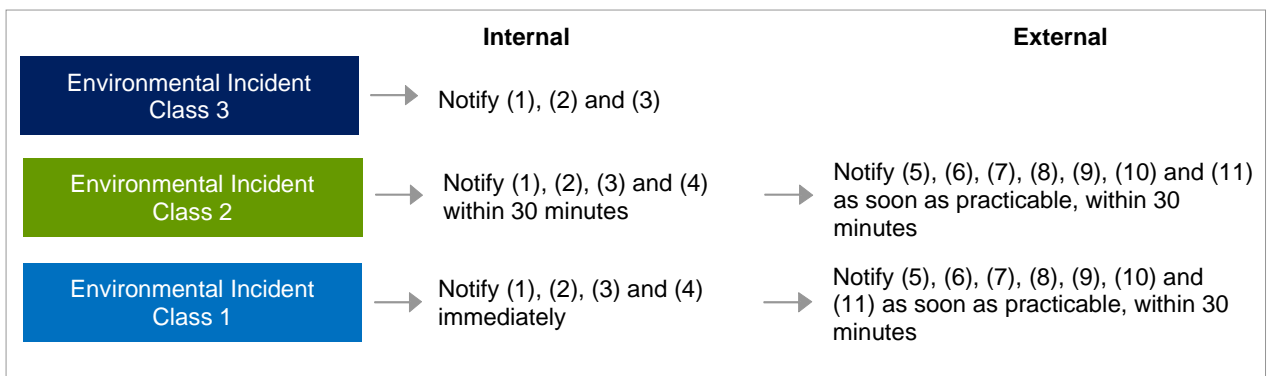 Internal
External
Environmental Incident
Class 3
Notify (1), (2) and (3)
Environmental Incident
Class 2
Notify (1), (2), (3) and (4)
within 30 minutes
Notify (5), (6), (7), (8), (9), (10) and (11)
as soon as practicable, within 30
minutes
Environmental Incident
Class 1
Notify (1), (2), (3) and (4)
immediately
Notify (5), (6), (7), (8), (9), (10) and
(11) as soon as practicable, within 30
minutes